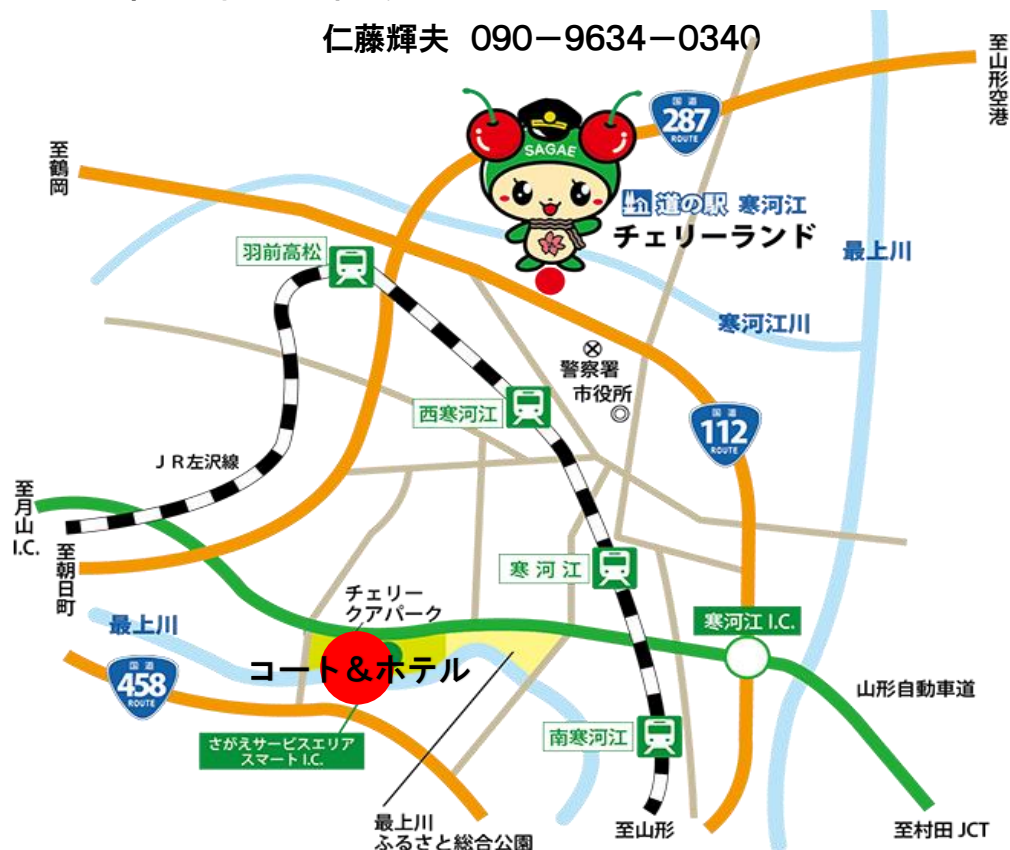 仁藤輝夫 090－9634－0340
至山形空港
国道
287
ROUTE
SAGAE
至鶴岡
道の駅 寒河江
チェリーランド
羽前高松
最上川
寒河江川
警察署
市役所
西寒河江
国道
112
ROUTE
ＪＲ左沢線
至月山I.C.
至朝日町
寒河江
チェリー
クアパーク
寒河江 I.C.
最上川
コート＆ホテル
国道
458
ROUTE
山形自動車道
さがえサービスエリア
スマート I.C.
南寒河江
最上川
ふるさと総合公園
至山形
至村田 JCT